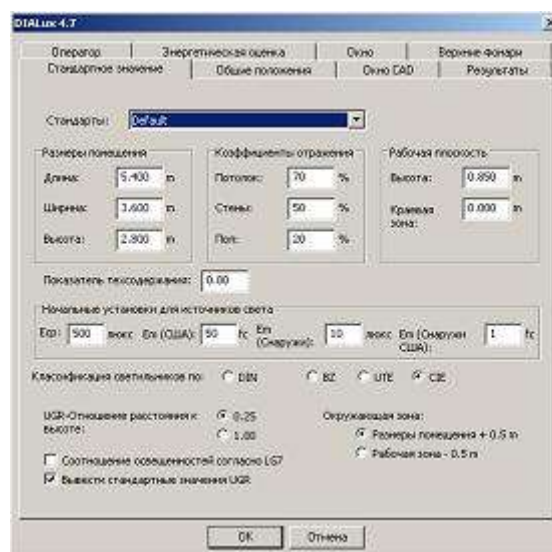 DIALux 4.7
Оператор Энергетическая оценка Окно Верхние фонари
Стандартное значение Общие положения Окно CAD Результаты
Стандарты: Default
Размеры помещения Коэффициенты отражения Рабочая плоскость
Длина: 5.400 m Потолок: 70 % Высота: 0.850 m
Ширина: 3.600 m Стены: 50 % Краевая зона: 0.000 m
Высота: 2.800 m Пол: 20 %
Показатель техсодержания: 0.00
Начальные установки для источников света
Eср: 500 люкс Em (США): 50 fc Em (Снаружи): 10 люкс Em (Снаружи США): 1 fc
Классификация светильников по: DIN BZ UTE CIE
UGR-Отношение расстояния к высоте: 0.25 Окружающая зона:
1.00 Размеры помещения + 0.5 m
Рабочая зона - 0.5 m
Соотношение освещенностей согласно LG7
Вывести стандартные значения UGR
OK Отмена